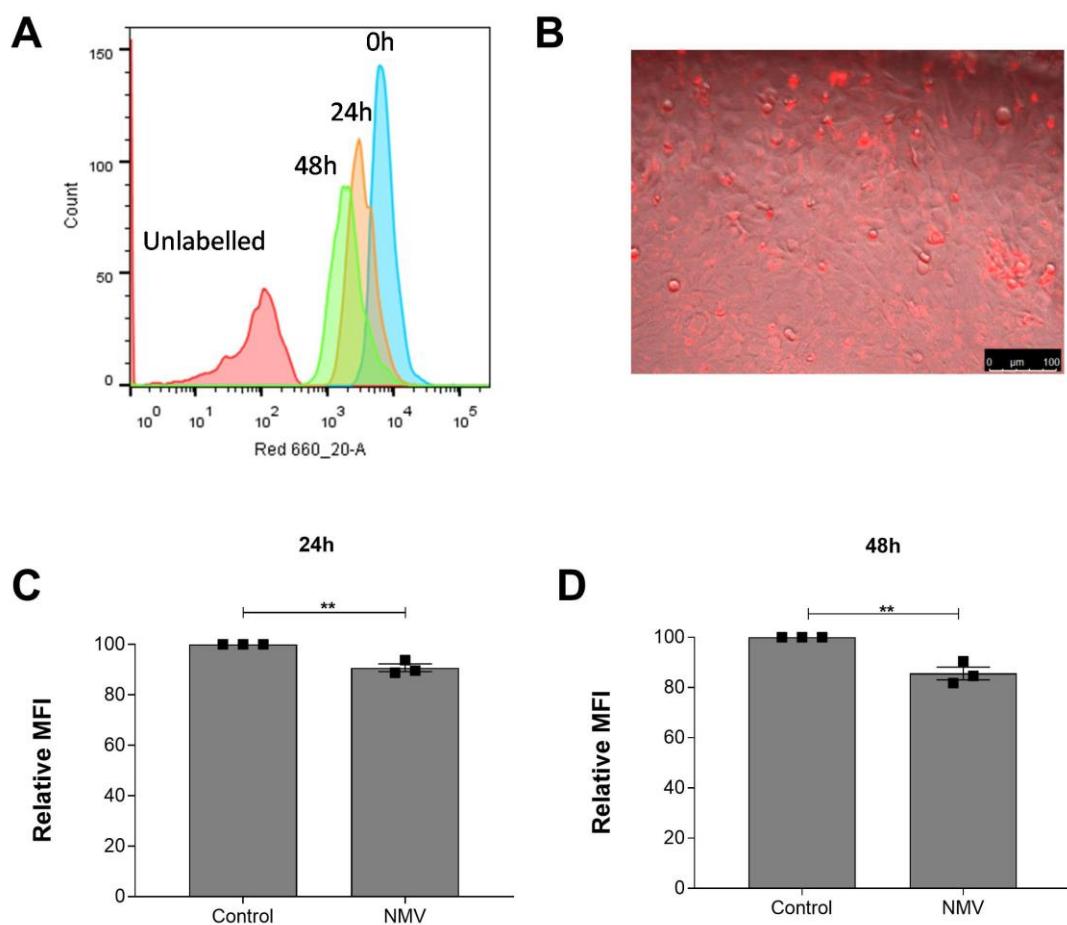 A
B
0h
24h
48h
Unlabelled
150
100
50
0
Count
10^0 10^1 10^2 10^3 10^4 10^5
Red 660_20-A
0 µm 100
24h
48h
C
D
**
100
80
60
40
20
0
Relative MFI
Control NMV
**
100
80
60
40
20
0
Relative MFI
Control NMV